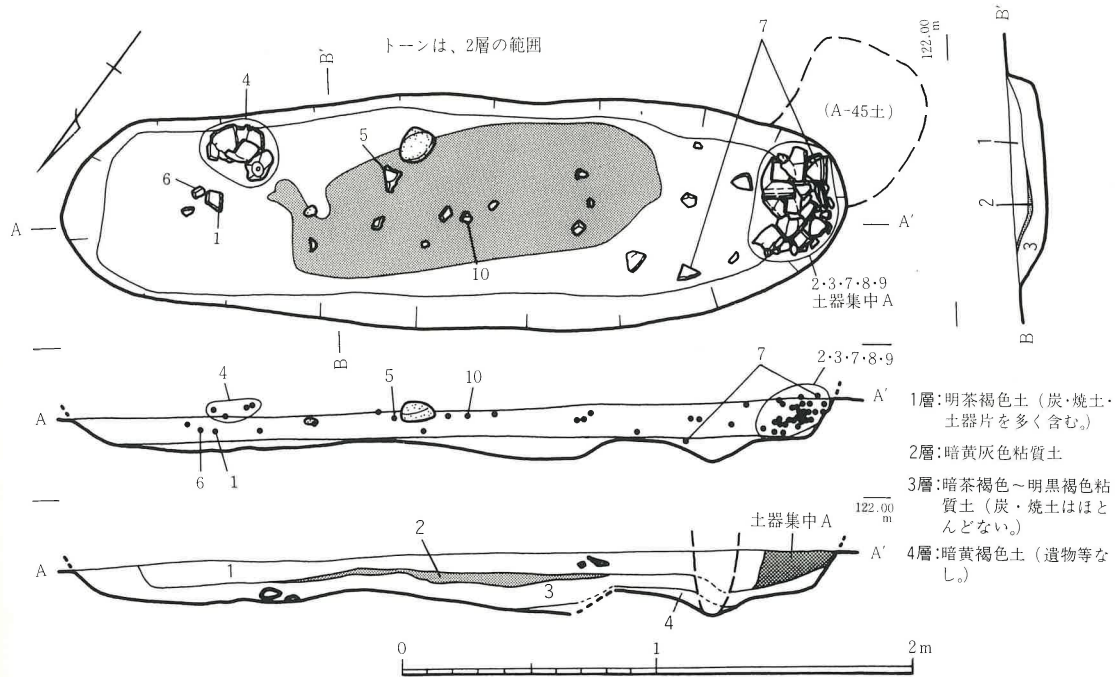 トーンは、2層の範囲
B'
4
7
122.00
m
B'
(A-45土)
5
6
1
1
2
A
A'
10
3
2・3・7・8・9
土器集中A
B
B
4
5
10
7
2・3・7・8・9
A
A'
6
1
1層:明茶褐色土(炭・焼土・
土器片を多く含む。)
2層:暗黄灰色粘質土
3層:暗茶褐色~明黒褐色粘
質土(炭・焼土はほと
んどない。)
4層:暗黄褐色土(遺物等な
し。)
122.00
m
2
土器集中A
A
A'
1
3
4
0
1
2m